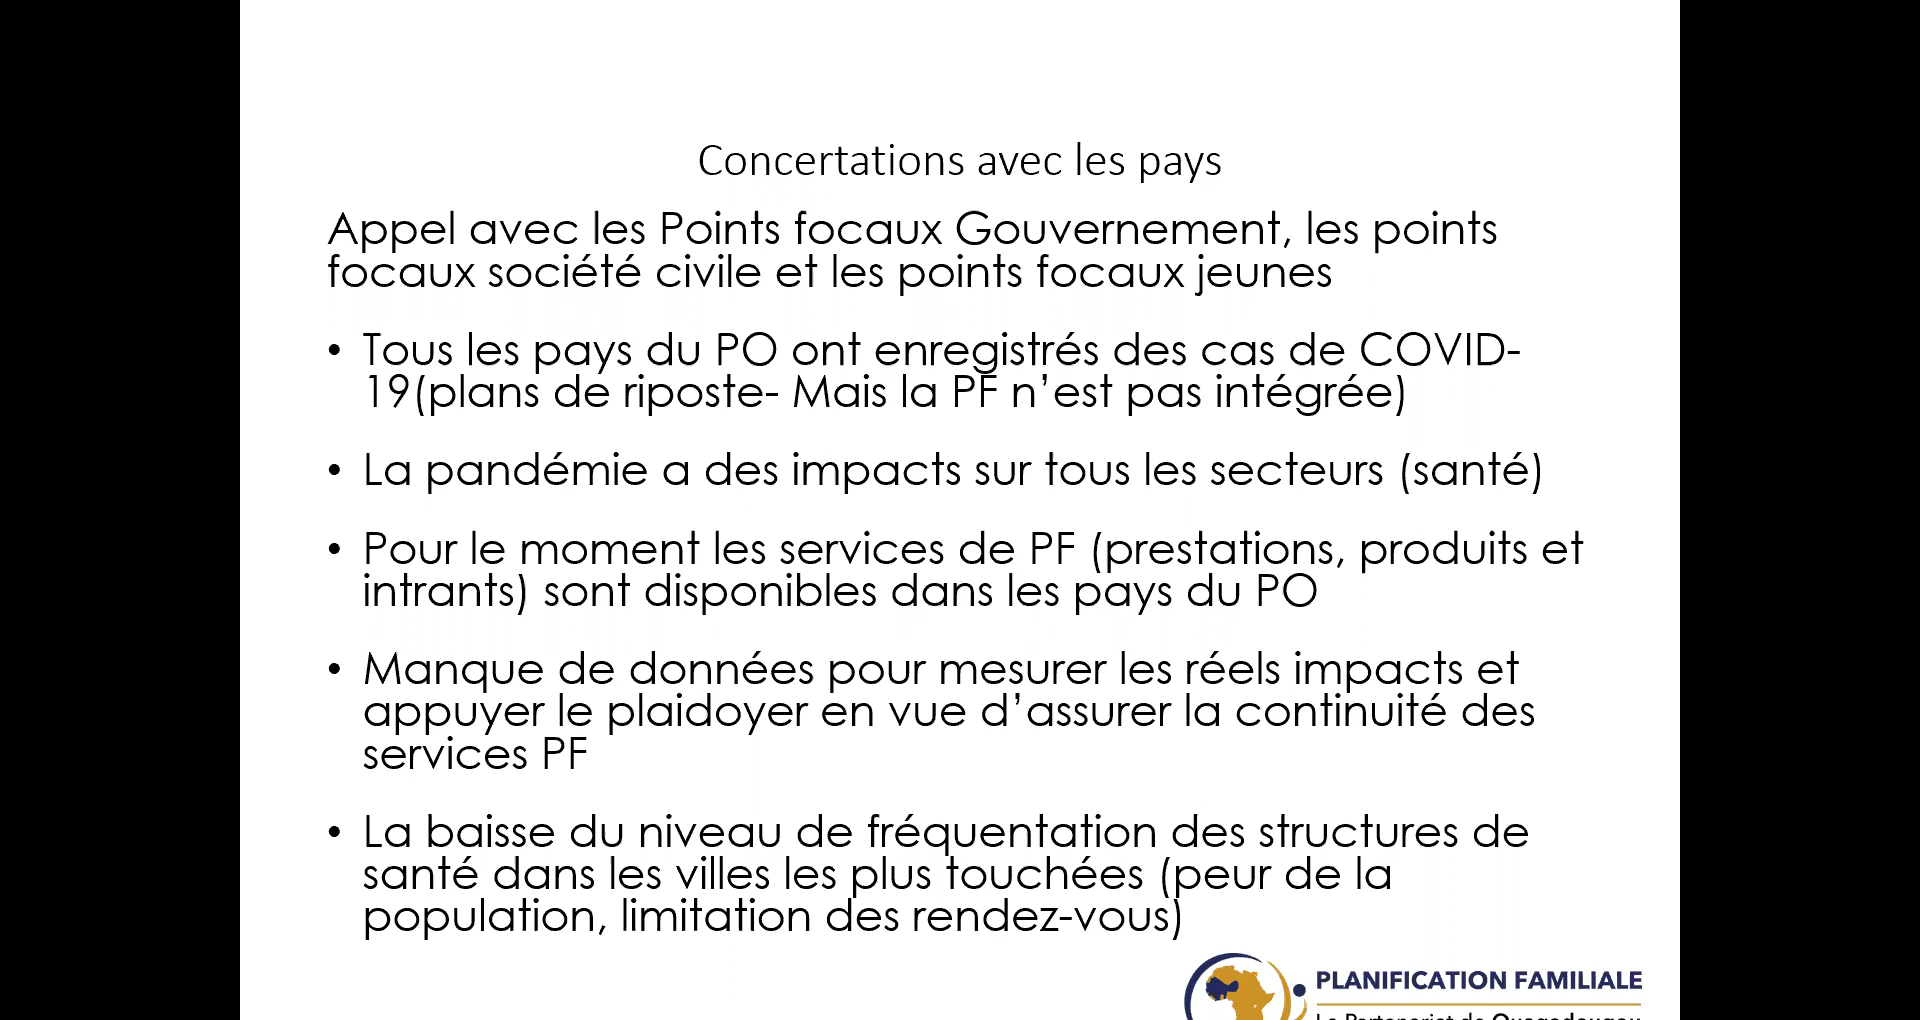 Concertations avec les pays
Appel avec les Points focaux Gouvernement, les points
focaux société civile et les points focaux jeunes
• Tous les pays du PO ont enregistrés des cas de COVID-
19(plans de riposte- Mais la PF n’est pas intégrée)
• La pandémie a des impacts sur tous les secteurs (santé)
• Pour le moment les services de PF (prestations, produits et
intrants) sont disponibles dans les pays du PO
• Manque de données pour mesurer les réels impacts et
appuyer le plaidoyer en vue d’assurer la continuité des
services PF
• La baisse du niveau de fréquentation des structures de
santé dans les villes les plus touchées (peur de la
population, limitation des rendez-vous)
PLANIFICATION FAMILIALE
Le Partenariat de Ouagadougou